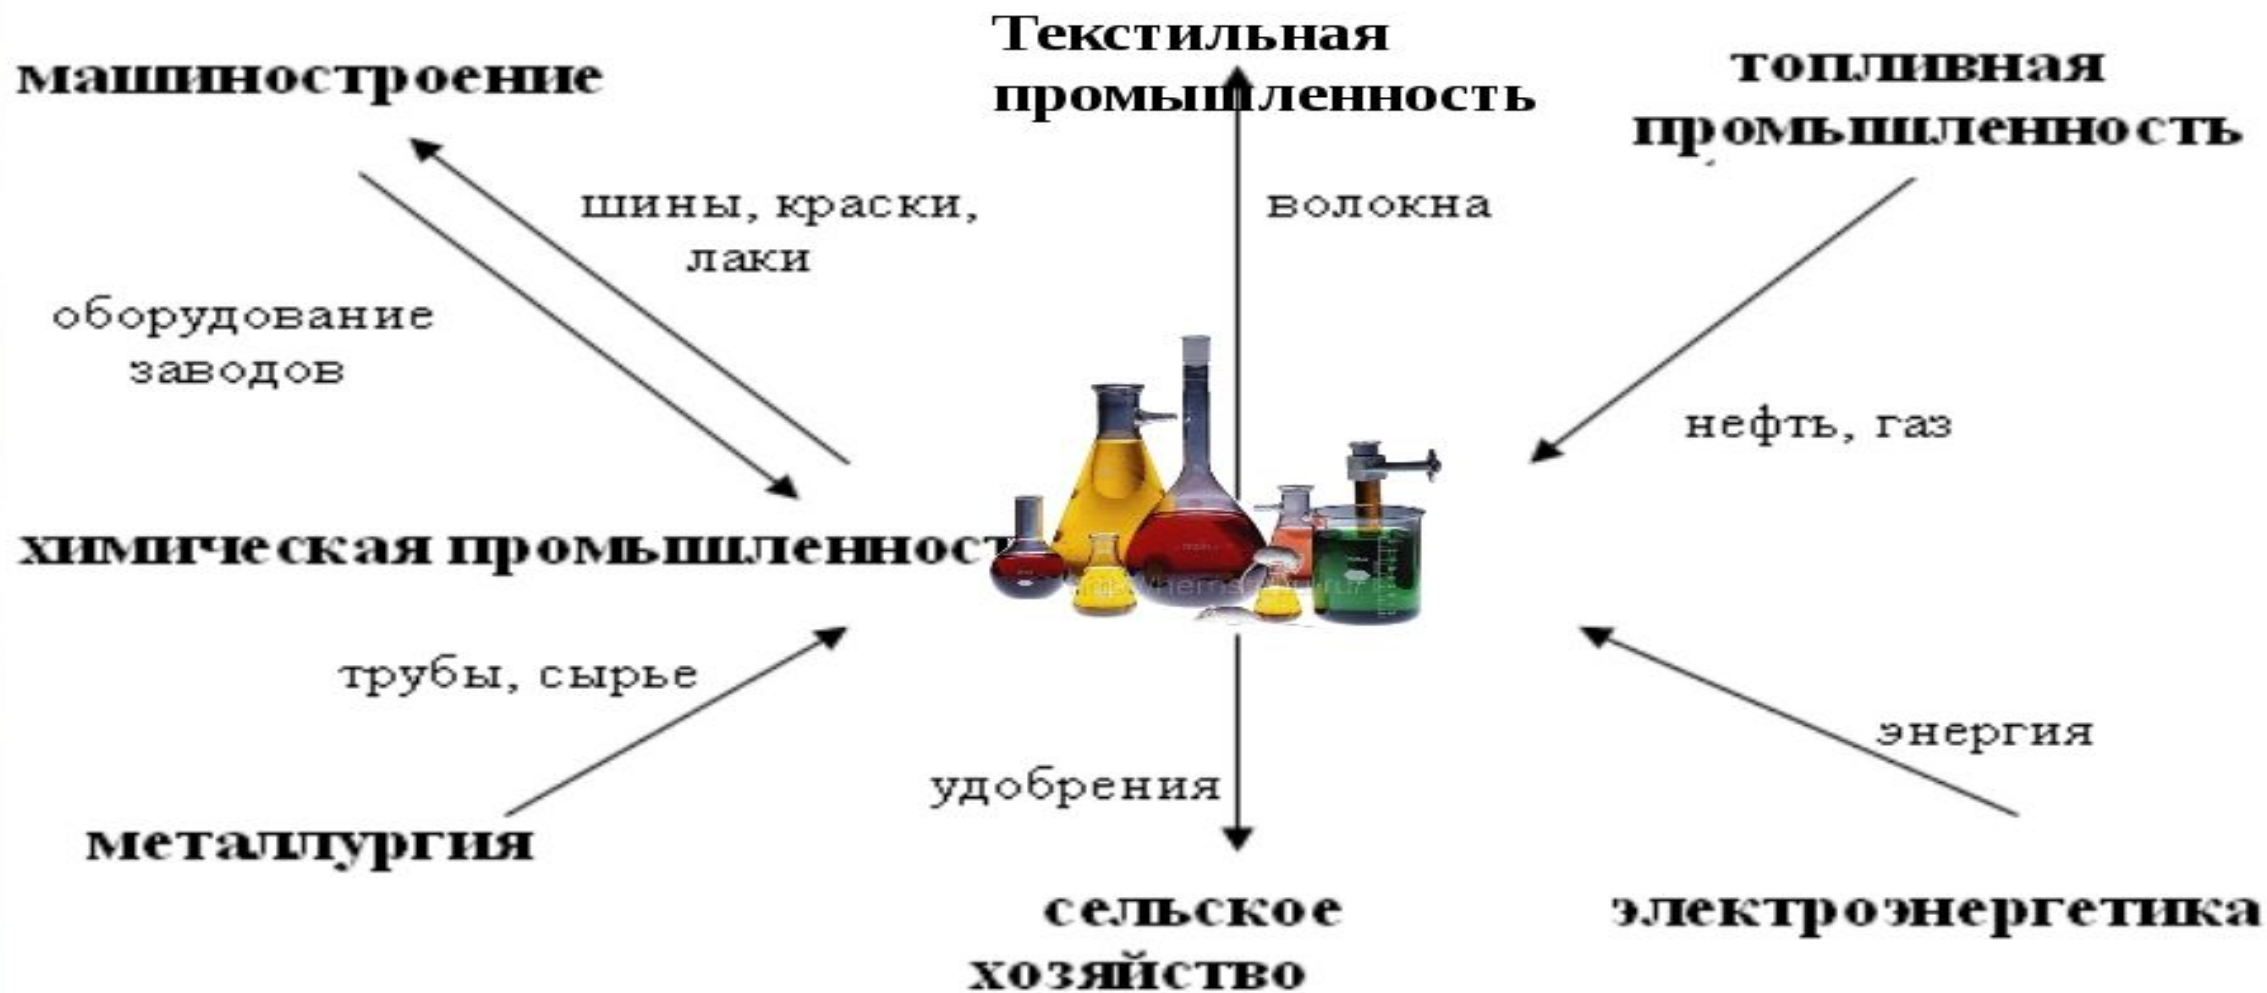 Текстильная
промышленность
машиностроение
топливная
промышленность
шины, краски,
лаки
волокна
оборудование
заводов
нефть, газ
химическая промышленност
трубы, сырье
энергия
удобрения
металлургия
сельское
хозяйство
электроэнергетика